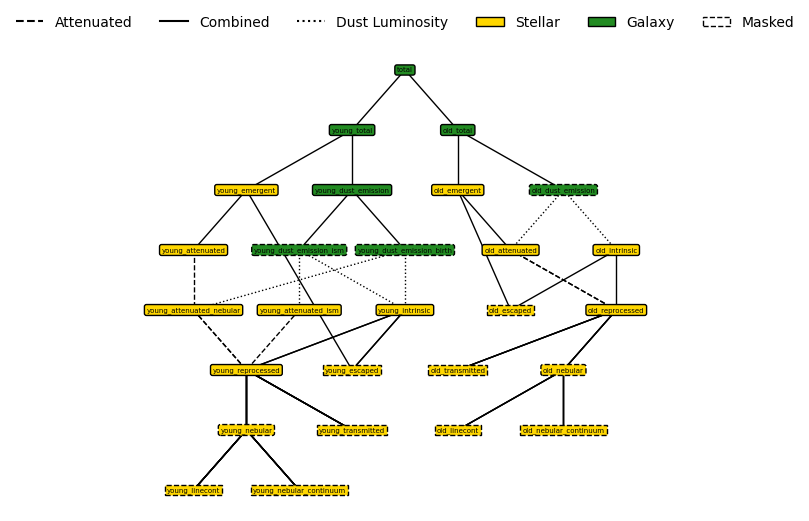 Attenuated Combined Dust Luminosity Stellar Galaxy Masked
total
young_total old_total
young_emergent young_dust_emission old_emergent old_dust_emission
young_attenuated young_dust_emission_ism young_dust_emission_birth old_attenuated old_intrinsic
young_attenuated_nebular young_attenuated_ism young_intrinsic old_escaped old_reprocessed
young_reprocessed young_escaped old_transmitted old_nebular
young_nebular young_transmitted old_linecont old_nebular_continuum
young_linecont young_nebular_continuum